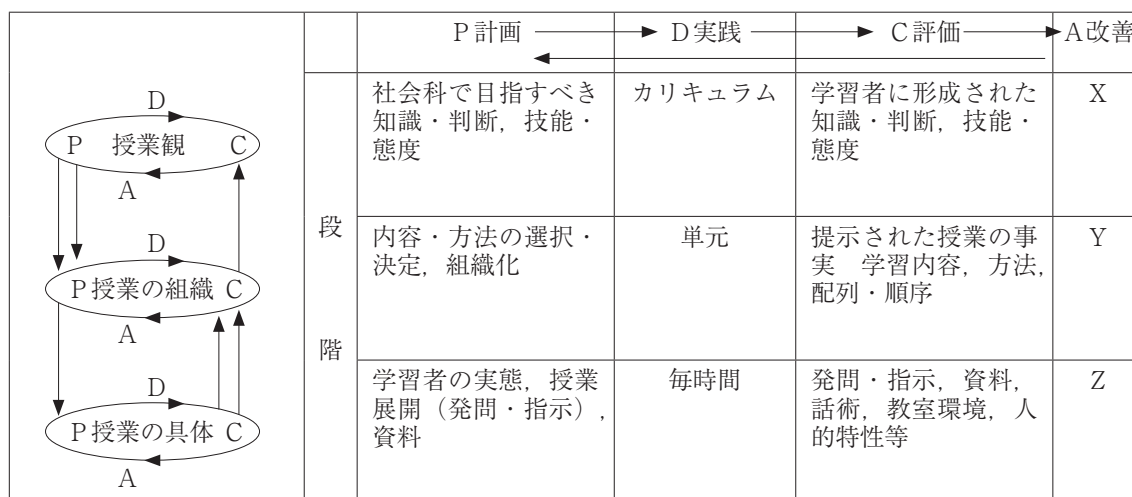 P計画 D実践 C評価 A改善
D
P 授業観 C
A
D
P授業の組織 C
A
D
P授業の具体 C
A
段
階
社会科で目指すべき
知識・判断，技能・
態度
カリキュラム
学習者に形成された
知識・判断，技能・
態度
X
内容・方法の選択・
決定，組織化
単元
提示された授業の事
実　学習内容，方法，
配列・順序
Y
学習者の実態，授業
展開（発問・指示），
資料
毎時間
発問・指示，資料，
話術，教室環境，人
的特性等
Z